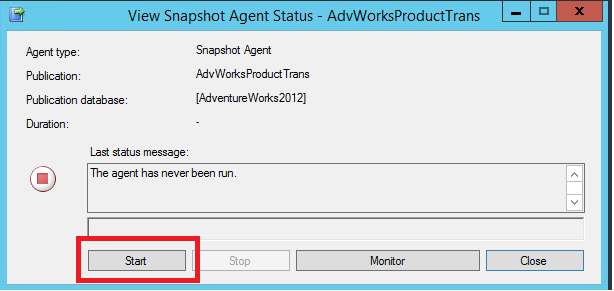 View Snapshot Agent Status - AdvWorksProductTrans
Agent type: Snapshot Agent
Publication: AdvWorksProductTrans
Publication database: [AdventureWorks2012]
Duration: -
Last status message:
The agent has never been run.
Start Stop Monitor Close